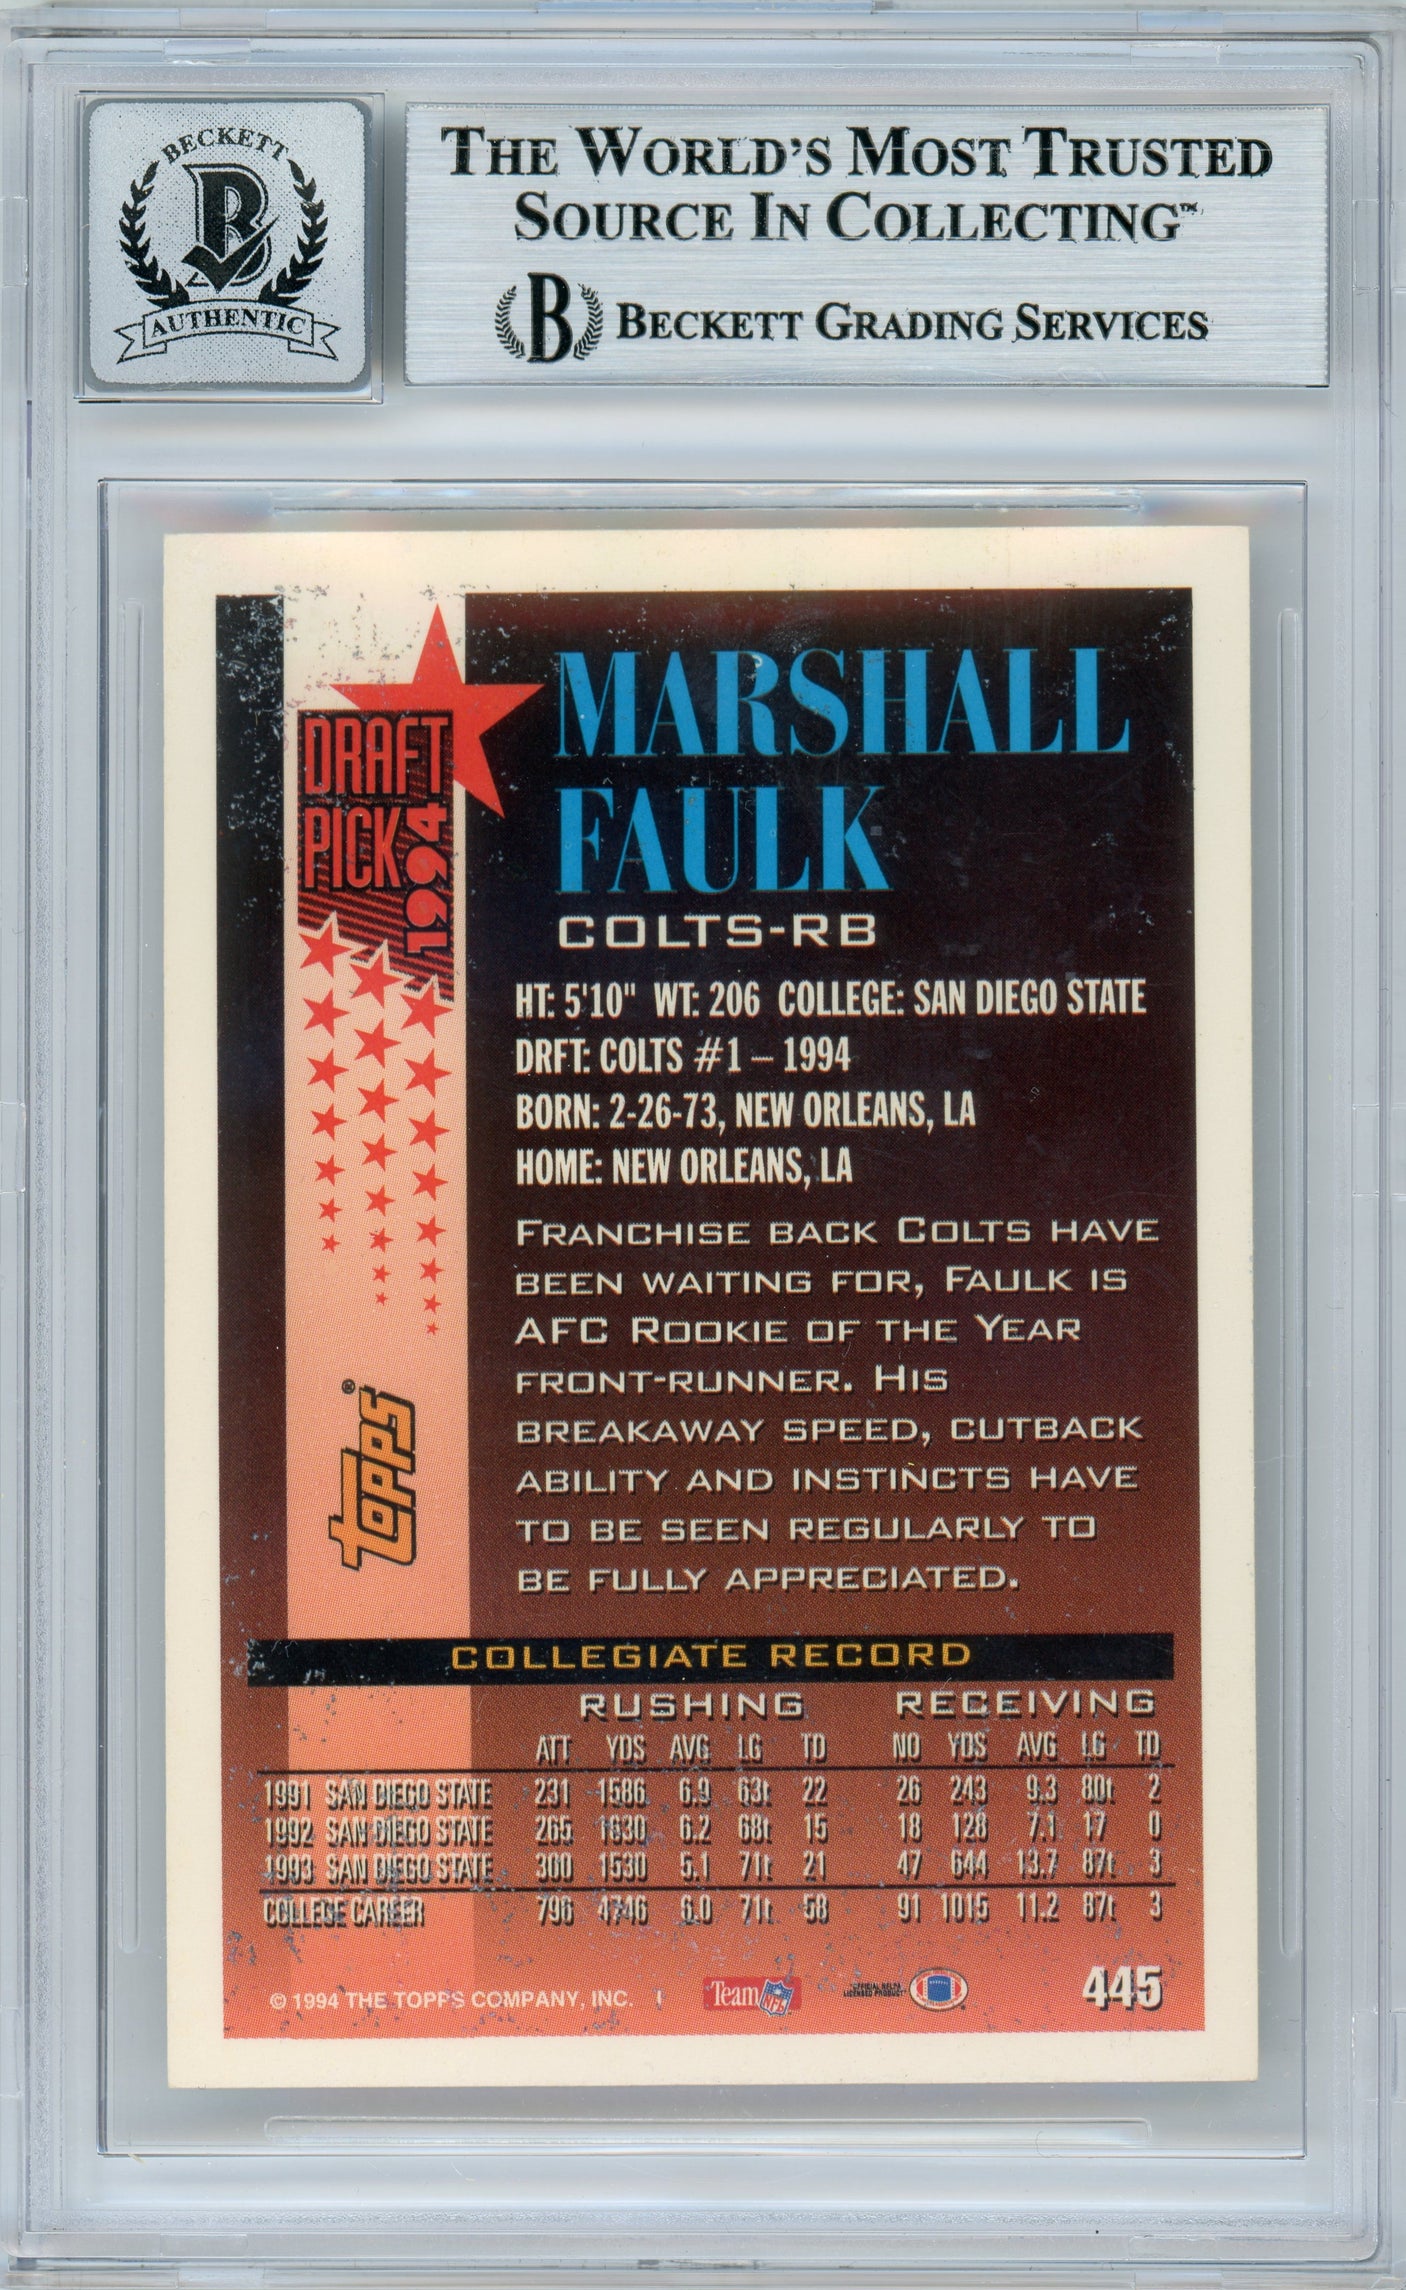 BECKETT
B
AUTHENTIC
THE WORLD'S MOST TRUSTED
SOURCE IN COLLECTING™
B BECKETT GRADING SERVICES
DRAFT
PICK
1994
MARSHALL
FAULK
COLTS-RB
HT: 5'10" WT: 206 COLLEGE: SAN DIEGO STATE
DRFT: COLTS #1 – 1994
BORN: 2-26-73, NEW ORLEANS, LA
HOME: NEW ORLEANS, LA
FRANCHISE BACK COLTS HAVE
BEEN WAITING FOR, FAULK IS
AFC ROOKIE OF THE YEAR
FRONT-RUNNER. HIS
BREAKAWAY SPEED, CUTBACK
ABILITY AND INSTINCTS HAVE
TO BE SEEN REGULARLY TO
BE FULLY APPRECIATED.
Topps®
COLLEGIATE RECORD
RUSHING RECEIVING
ATT YDS AVG LG TD NO YDS AVG LG TD
1991 SAN DIEGO STATE 231 1586 6.9 63t 22 26 243 9.3 80t 2
1992 SAN DIEGO STATE 265 1630 6.2 68t 15 18 128 7.1 17 0
1993 SAN DIEGO STATE 300 1530 5.1 71t 21 47 644 13.7 87t 3
COLLEGE CAREER 796 4746 6.0 71t 58 91 1015 11.2 87t 3
© 1994 THE TOPPS COMPANY, INC. Team NFL OFFICIAL NFLPA
LICENSED PRODUCT 445